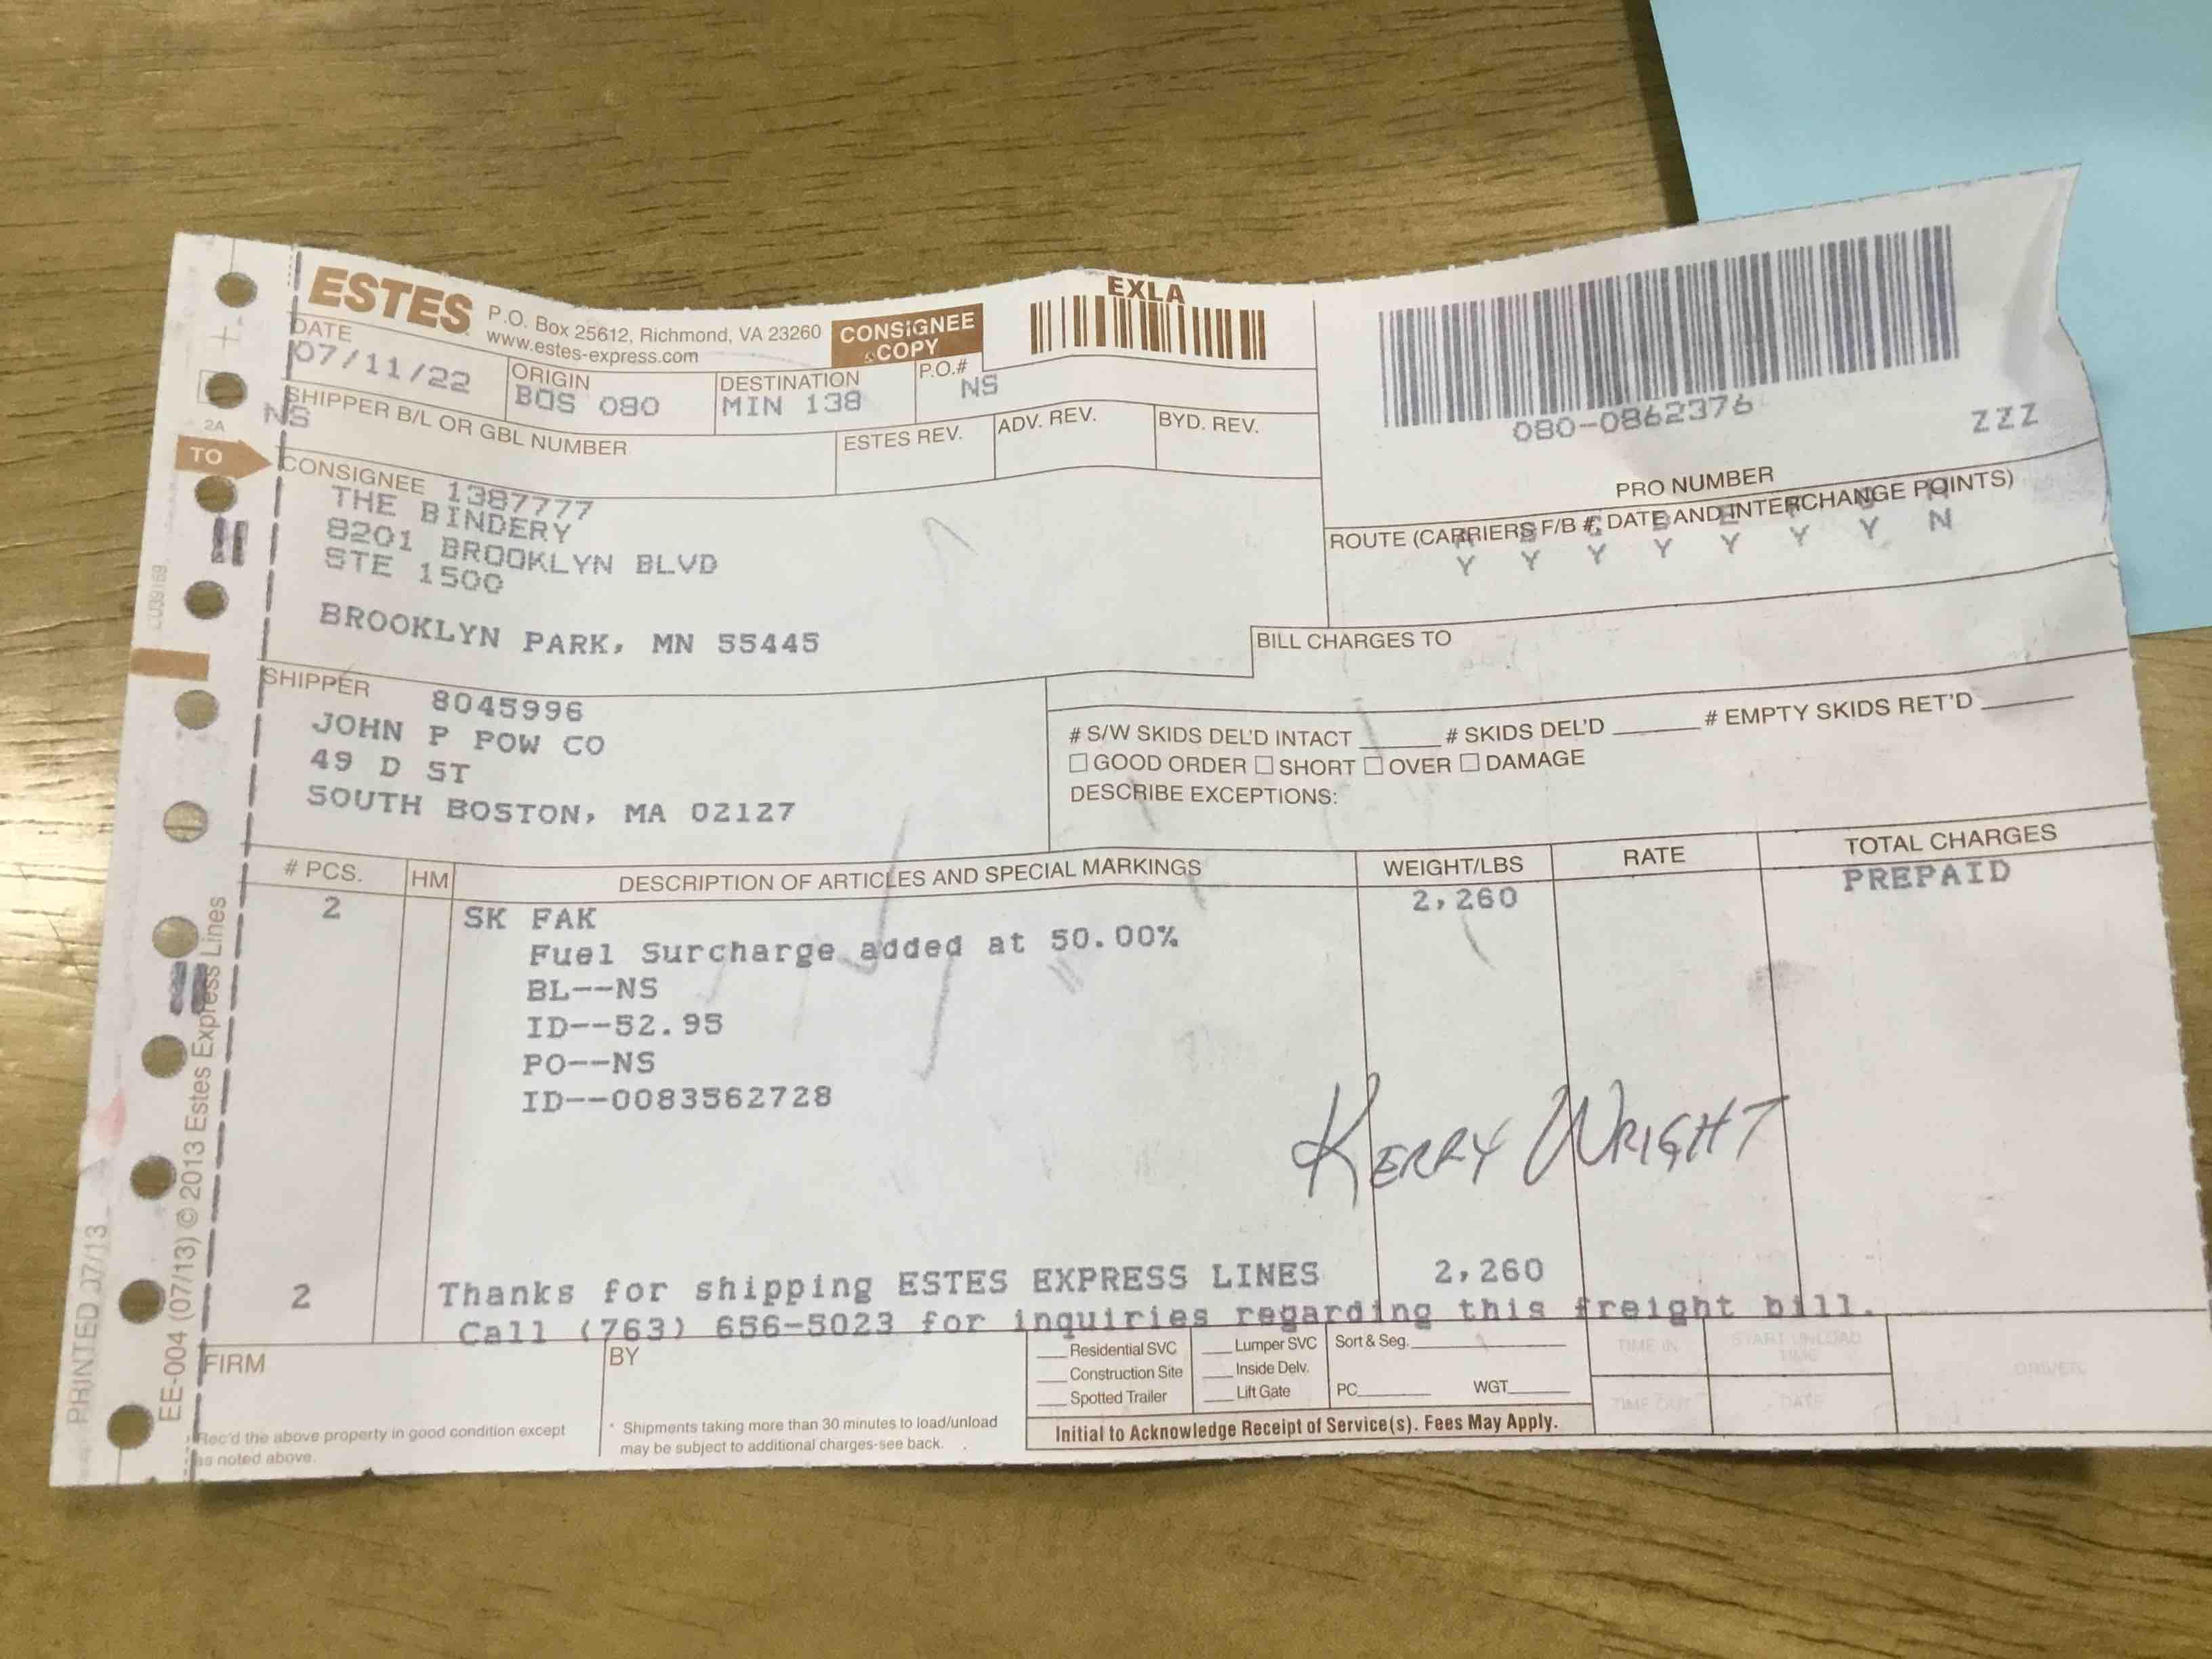 ESTES
P.O. Box 25612, Richmond, VA 23260
www.estes-express.com
CONSIGNEE
COPY
EXLA
DATE
07/11/22
ORIGIN
BOS 080
DESTINATION
MIN 138
P.O.#
NS
080-0862376
ZZZ
PRO NUMBER
SHIPPER B/L OR GBL NUMBER
NS
ESTES REV.
ADV. REV.
BYD. REV.
ROUTE (CARRIERS F/B #, DATE AND INTERCHANGE POINTS)
Y Y Y Y Y Y Y N
2A
TO
CONSIGNEE 1387777
THE BINDERY
8201 BROOKLYN BLVD
STE 1500
BROOKLYN PARK, MN 55445
BILL CHARGES TO
SHIPPER 8045996
JOHN P POW CO
49 D ST
SOUTH BOSTON, MA 02127
# S/W SKIDS DEL'D INTACT # SKIDS DEL'D # EMPTY SKIDS RET'D
GOOD ORDER SHORT OVER DAMAGE
DESCRIBE EXCEPTIONS:
# PCS. HM DESCRIPTION OF ARTICLES AND SPECIAL MARKINGS WEIGHT/LBS RATE TOTAL CHARGES
2 SK FAK 2,260 PREPAID
Fuel Surcharge added at 50.00%
BL--NS
ID--52.95
PO--NS
ID--0083562728
KERRY WRIGHT
2 Thanks for shipping ESTES EXPRESS LINES 2,260
Call (763) 656-5023 for inquiries regarding this freight bill.
FIRM
Rec'd the above property in good condition except
as noted above.
BY
* Shipments taking more than 30 minutes to load/unload
may be subject to additional charges-see back.
Residential SVC
Construction Site
Spotted Trailer
Lumper SVC
Inside Delv.
Lift Gate
Sort & Seg.
PC WGT
Initial to Acknowledge Receipt of Service(s). Fees May Apply.
TIME IN
START UNLOAD
TIME
TIME OUT
DATE
PRINTED 07/13
EE-004 (07/13) © 2013 Estes Express Lines